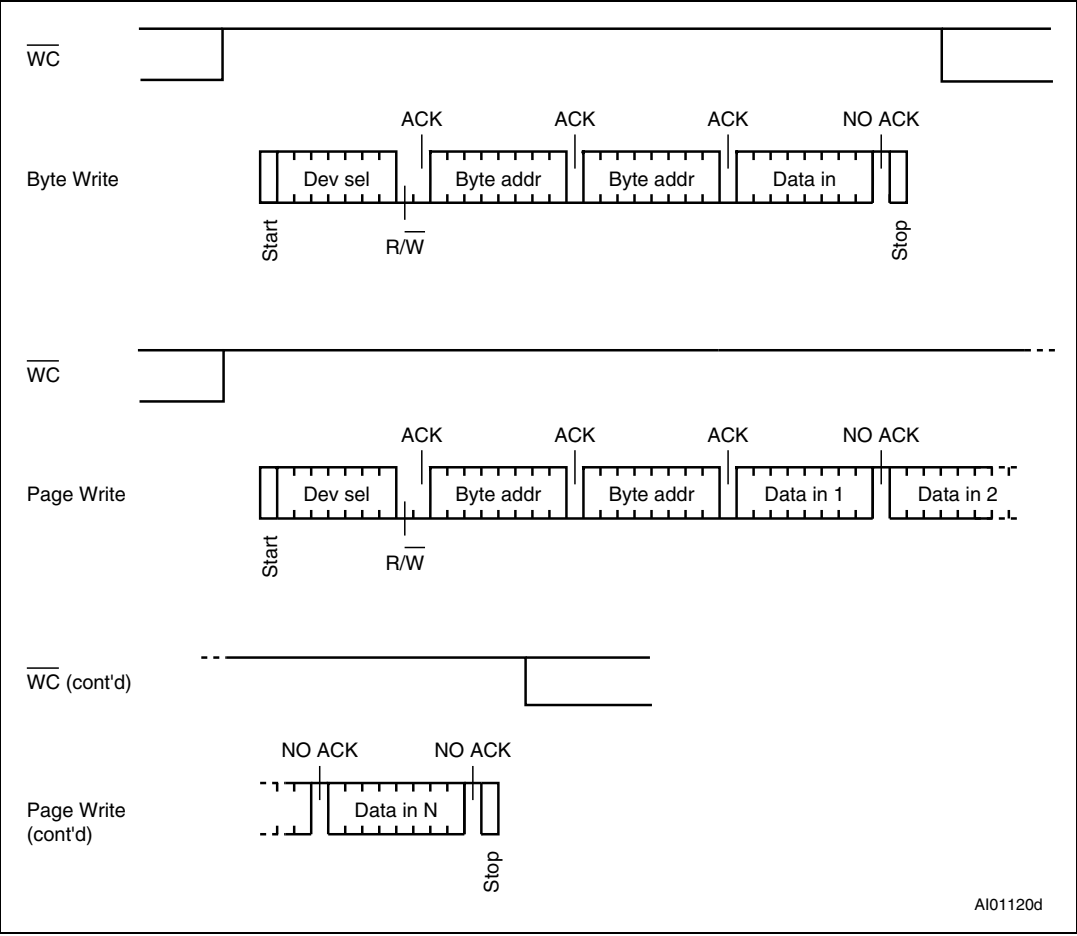 WC
ACK ACK ACK NO ACK
Byte Write Dev sel Byte addr Byte addr Data in
Start R/W Stop
WC
ACK ACK ACK NO ACK
Page Write Dev sel Byte addr Byte addr Data in 1 Data in 2
Start R/W
WC (cont'd)
NO ACK NO ACK
Page Write Data in N
(cont'd)
Stop
AI01120d